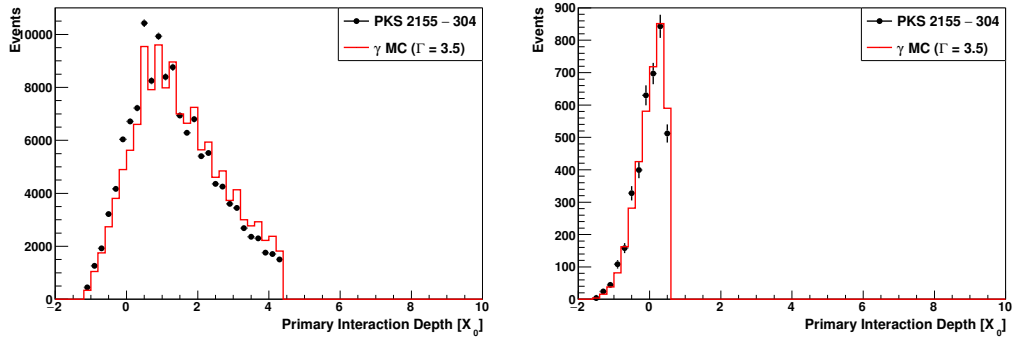 Events
10000
8000
6000
4000
2000
0
−2 0 2 4 6 8 10
Primary Interaction Depth [X0]
PKS 2155 − 304
γ MC (Γ = 3.5)
Events
900
800
700
600
500
400
300
200
100
0
−2 0 2 4 6 8 10
Primary Interaction Depth [X0]
PKS 2155 − 304
γ MC (Γ = 3.5)